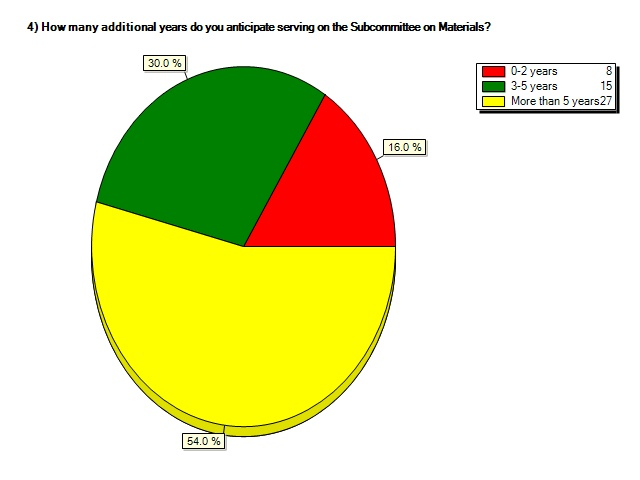 4) How many additional years do you anticipate serving on the Subcommittee on Materials?
30.0 %
0-2 years 8
3-5 years 15
More than 5 years27
16.0 %
54.0 %